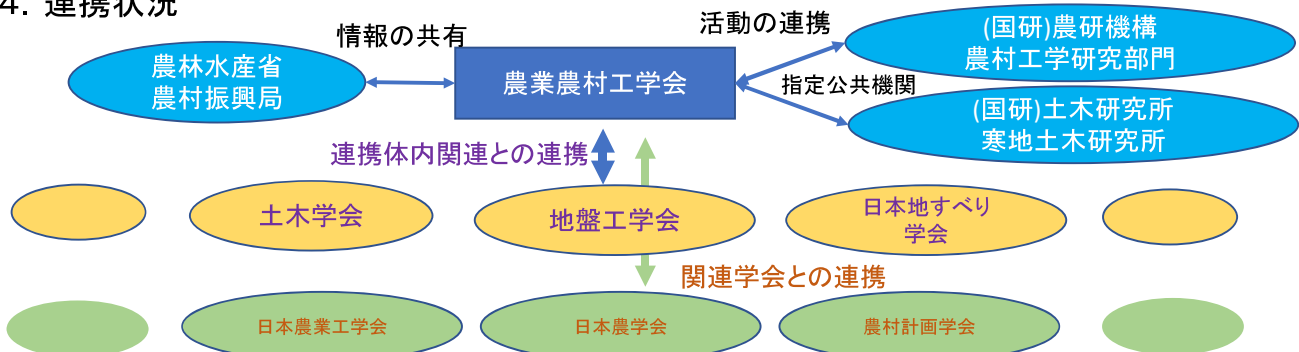 4. 連携状況
情報の共有
活動の連携
(国研)農研機構
農村工学研究部門
農林水産省
農村振興局
農業農村工学会
指定公共機関
(国研)土木研究所
寒地土木研究所
連携体内関連との連携
土木学会
地盤工学会
日本地すべり
学会
関連学会との連携
日本農業工学会
日本農学会
農村計画学会